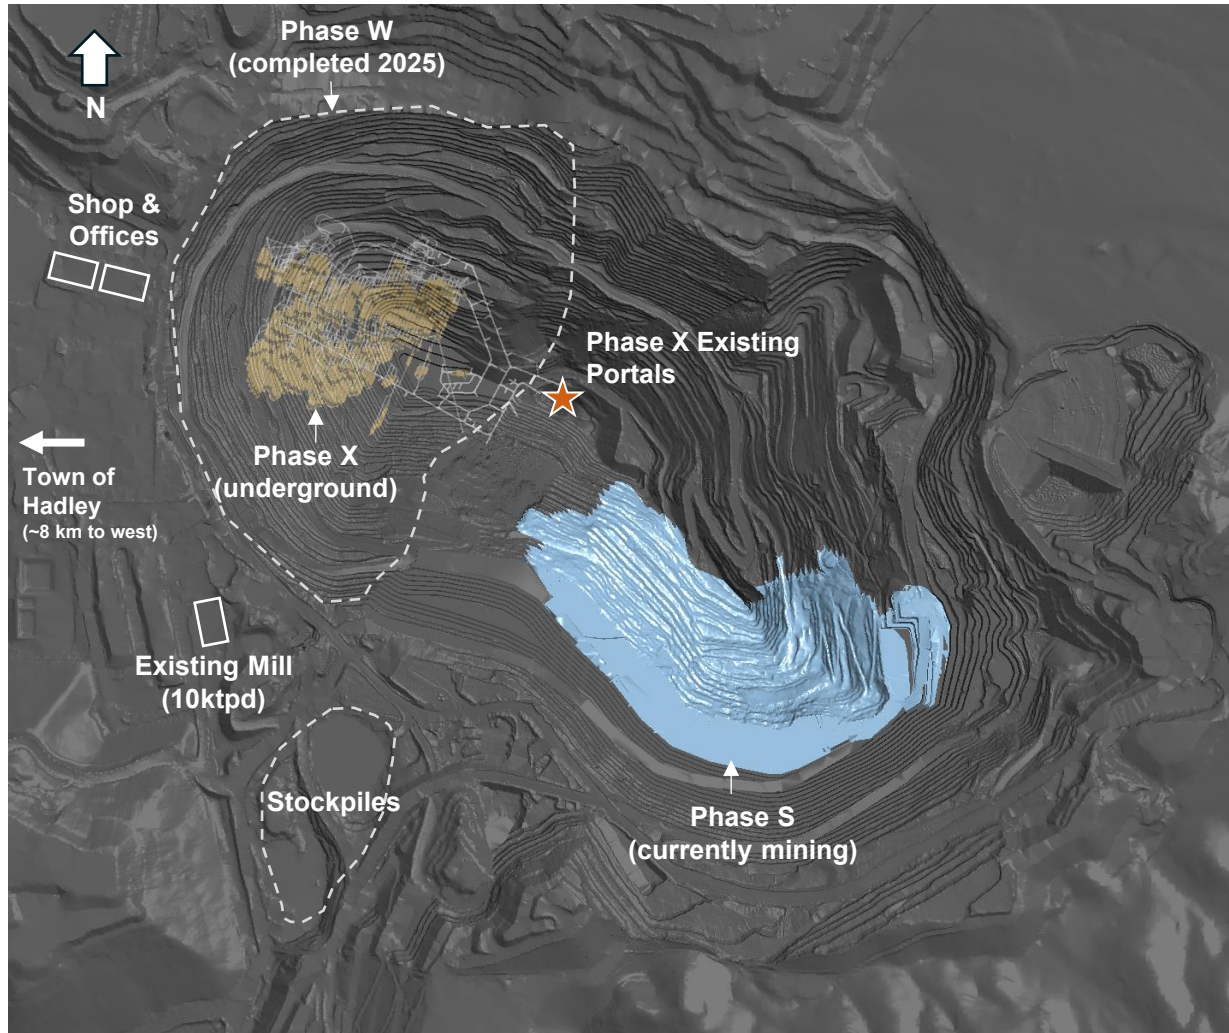 Phase W
(completed 2025)
N
Shop &
Offices
Phase X Existing
Portals
Phase X
(underground)
Town of
Hadley
(~8 km to west)
Existing Mill
(10ktpd)
Stockpiles
Phase S
(currently mining)